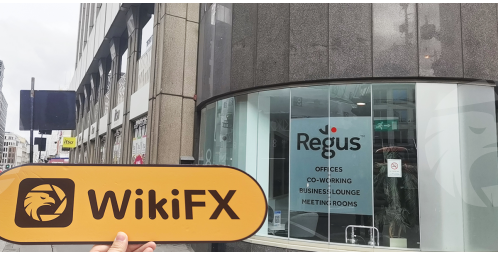 Regus
OFFICES
CO-WORKING
BUSINESS LOUNGE
MEETING ROOMS
WikiFX